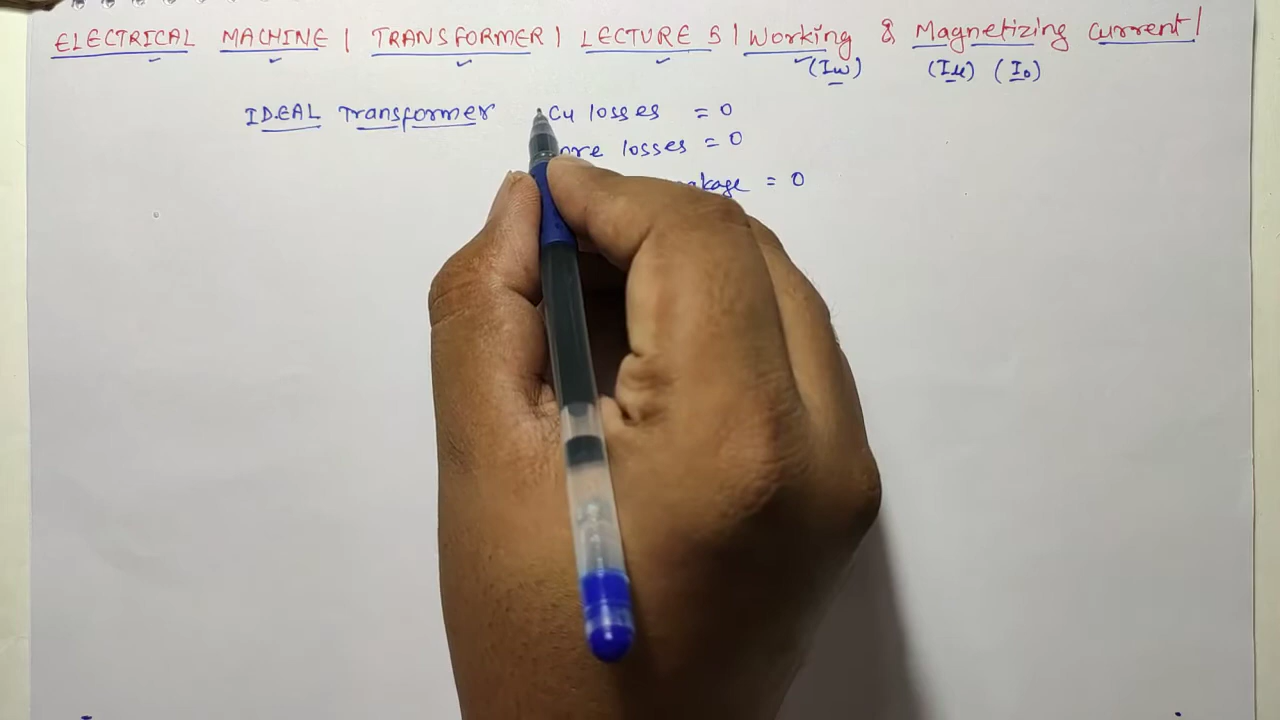 ELECTRICAL MACHINE | TRANSFORMER | LECTURE 5 | Working & Magnetizing current |
(Iw) (Iμ) (I₀)
IDEAL Transformer Cu losses = 0
losses = 0
= 0